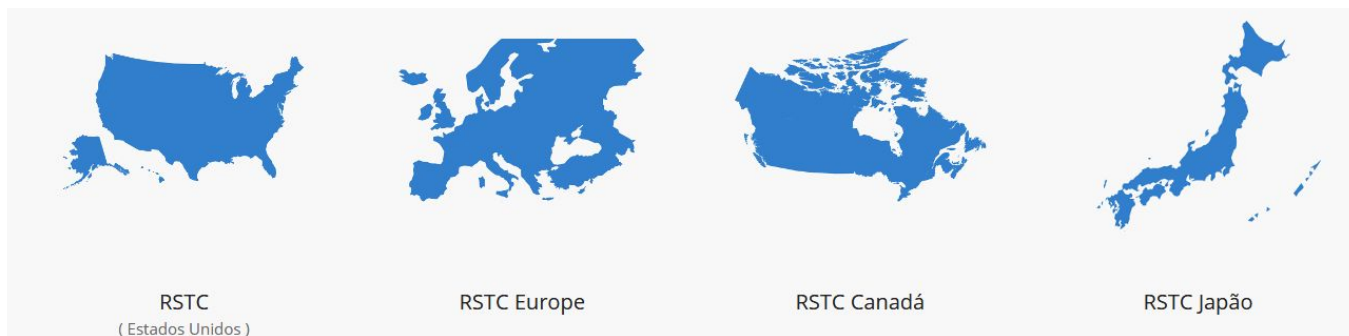 RSTC
( Estados Unidos )
RSTC Europe
RSTC Canadá
RSTC Japão